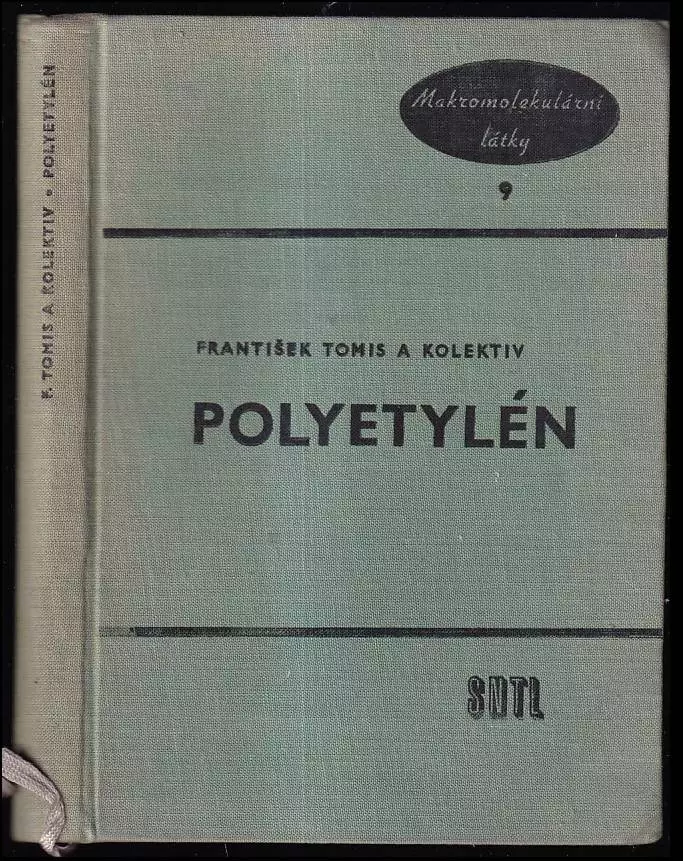 Makromolekulární
látky
9
FRANTIŠEK TOMIS A KOLEKTIV
POLYETYLÉN
SNTL
F. TOMIS A KOLEKTIV • POLYETYLÉN